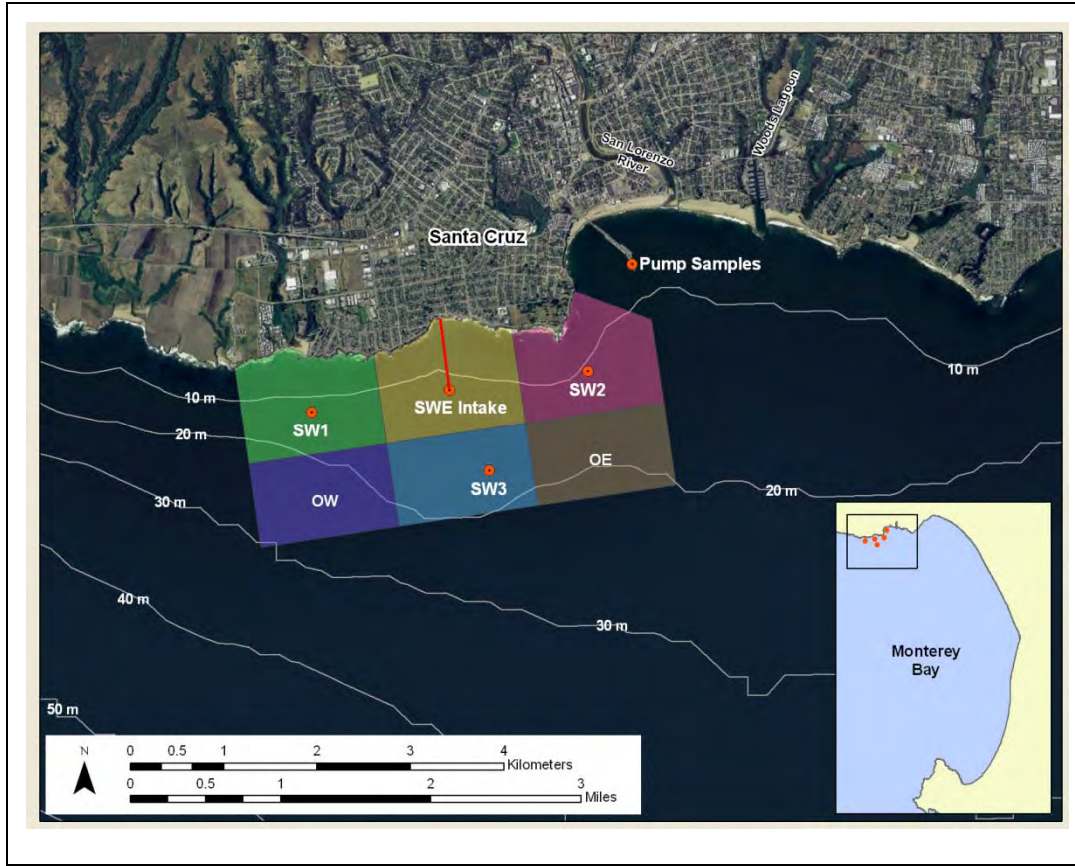 Woods Lagoon
San Lorenzo
River
Santa Cruz
Pump Samples
10 m
10 m
SW2
SWE Intake
SW1
20 m
OE
SW3
OW
20 m
30 m
40 m
30 m
Monterey
Bay
50 m
N
0 0.5 1 2 3 4
Kilometers
0 0.5 1 2 3
Miles